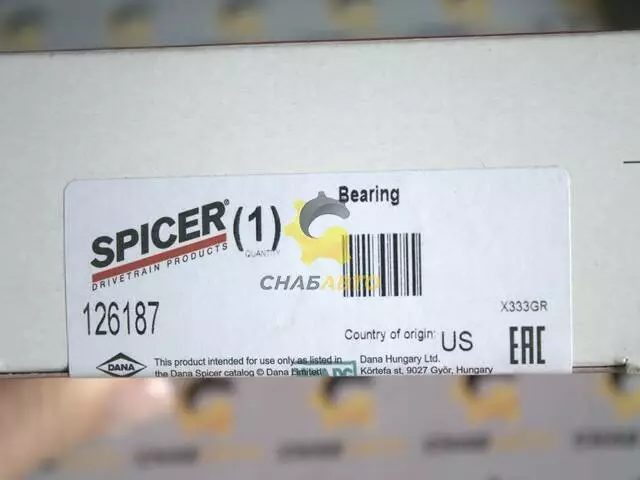 Bearing
SPICER®
DRIVETRAIN PRODUCTS
(1)
QUANTITY
СНАБАВТО
126187
X333GR
Country of origin: US
EAC
DANA
This product intended for use only as listed in
the Dana Spicer catalog © Dana Limited
Dana Hungary Ltd.
Körtefa st, 9027 Győr, Hungary